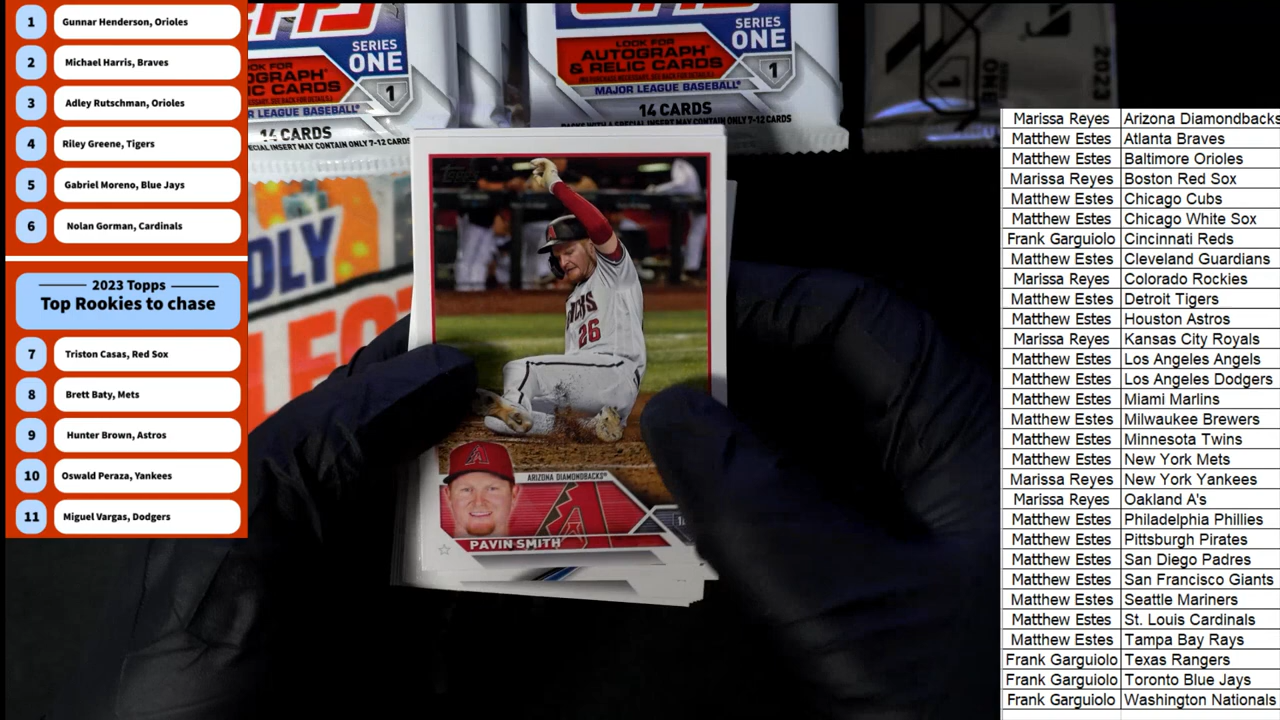 1 Gunnar Henderson, Orioles
2 Michael Harris, Braves
3 Adley Rutschman, Orioles
4 Riley Greene, Tigers
5 Gabriel Moreno, Blue Jays
6 Nolan Gorman, Cardinals
2023 Topps
Top Rookies to chase
7 Triston Casas, Red Sox
8 Brett Baty, Mets
9 Hunter Brown, Astros
10 Oswald Peraza, Yankees
11 Miguel Vargas, Dodgers
SERIES
ONE
1
14 CARDS
SERIES
ONE
LOOK FOR
AUTOGRAPH
& RELIC CARDS
1
MAJOR LEAGUE BASEBALL
14 CARDS
Topps
26
ARIZONA DIAMONDBACKS
PAVIN SMITH
Marissa Reyes Arizona Diamondbacks
Matthew Estes Atlanta Braves
Matthew Estes Baltimore Orioles
Marissa Reyes Boston Red Sox
Matthew Estes Chicago Cubs
Matthew Estes Chicago White Sox
Frank Garguiolo Cincinnati Reds
Matthew Estes Cleveland Guardians
Marissa Reyes Colorado Rockies
Matthew Estes Detroit Tigers
Matthew Estes Houston Astros
Marissa Reyes Kansas City Royals
Matthew Estes Los Angeles Angels
Matthew Estes Los Angeles Dodgers
Matthew Estes Miami Marlins
Matthew Estes Milwaukee Brewers
Matthew Estes Minnesota Twins
Matthew Estes New York Mets
Marissa Reyes New York Yankees
Marissa Reyes Oakland A's
Matthew Estes Philadelphia Phillies
Matthew Estes Pittsburgh Pirates
Matthew Estes San Diego Padres
Matthew Estes San Francisco Giants
Matthew Estes Seattle Mariners
Matthew Estes St. Louis Cardinals
Matthew Estes Tampa Bay Rays
Frank Garguiolo Texas Rangers
Frank Garguiolo Toronto Blue Jays
Frank Garguiolo Washington Nationals